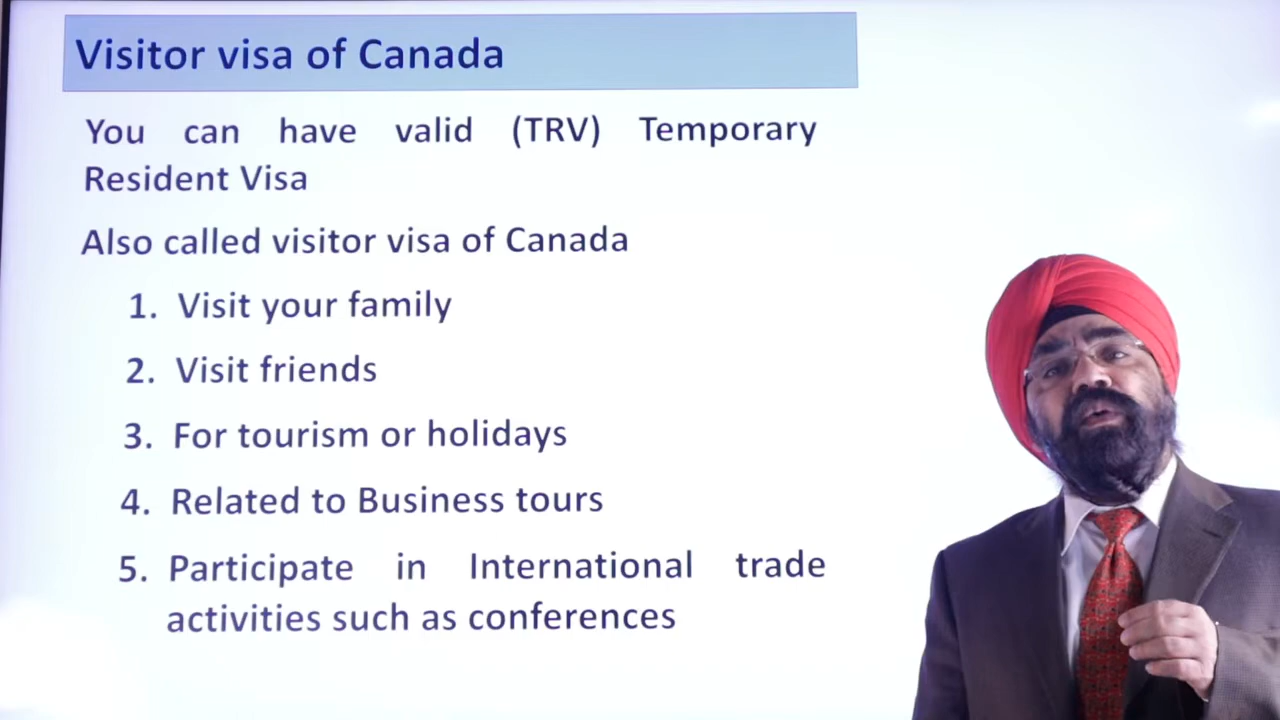 Visitor visa of Canada
You can have valid (TRV) Temporary
Resident Visa
Also called visitor visa of Canada
1. Visit your family
2. Visit friends
3. For tourism or holidays
4. Related to Business tours
5. Participate in International trade
activities such as conferences